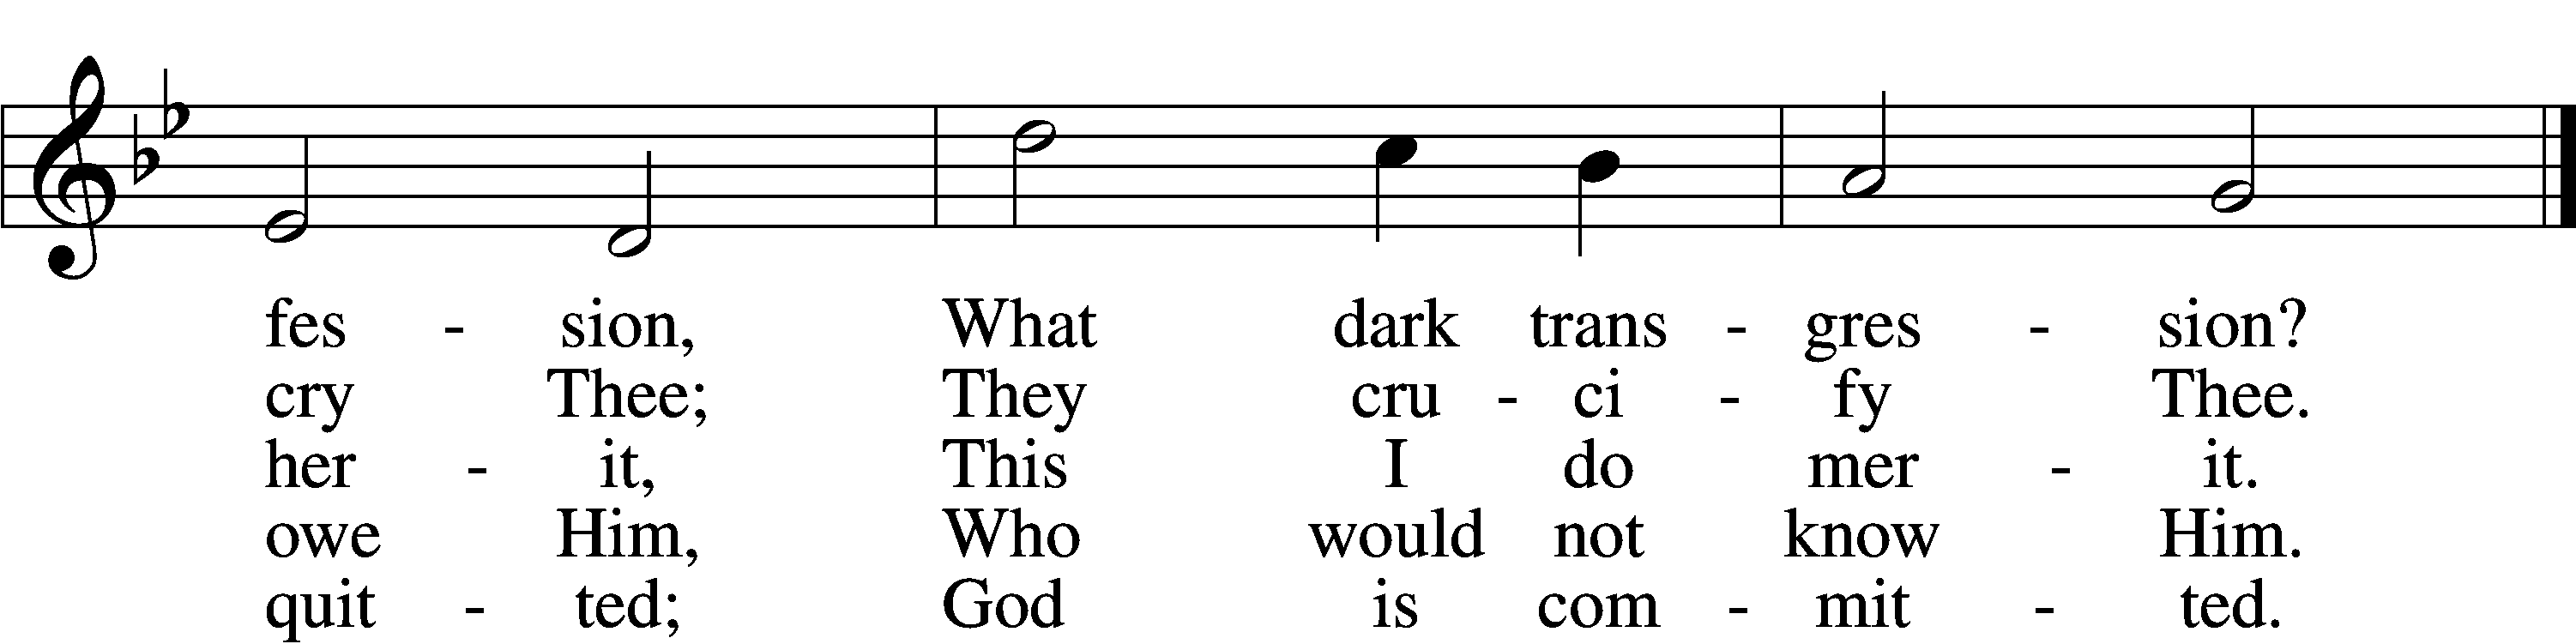 fes - sion, What dark trans - gres - sion?
cry Thee; They cru - ci - fy Thee.
her - it, This I do mer - it.
owe Him, Who would not know Him.
quit - ted; God is com - mit - ted.